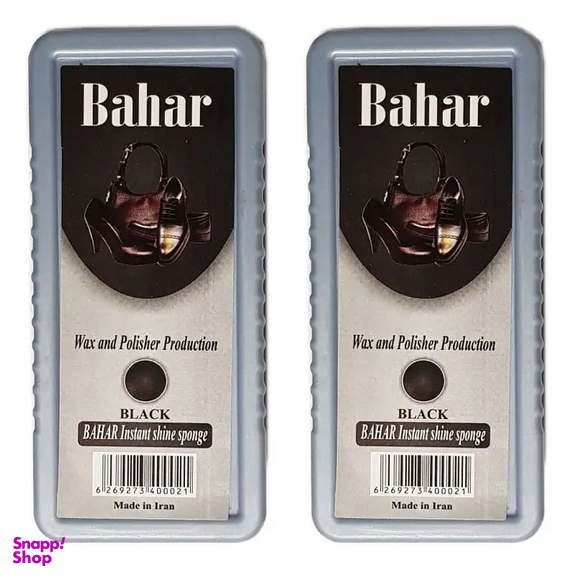 Bahar
Wax and Polisher Production
BLACK
BAHAR Instant shine sponge
6 269273 400021
Made in Iran
Bahar
Wax and Polisher Production
BLACK
BAHAR Instant shine sponge
6 269273 400021
Made in Iran
Snapp!
Shop